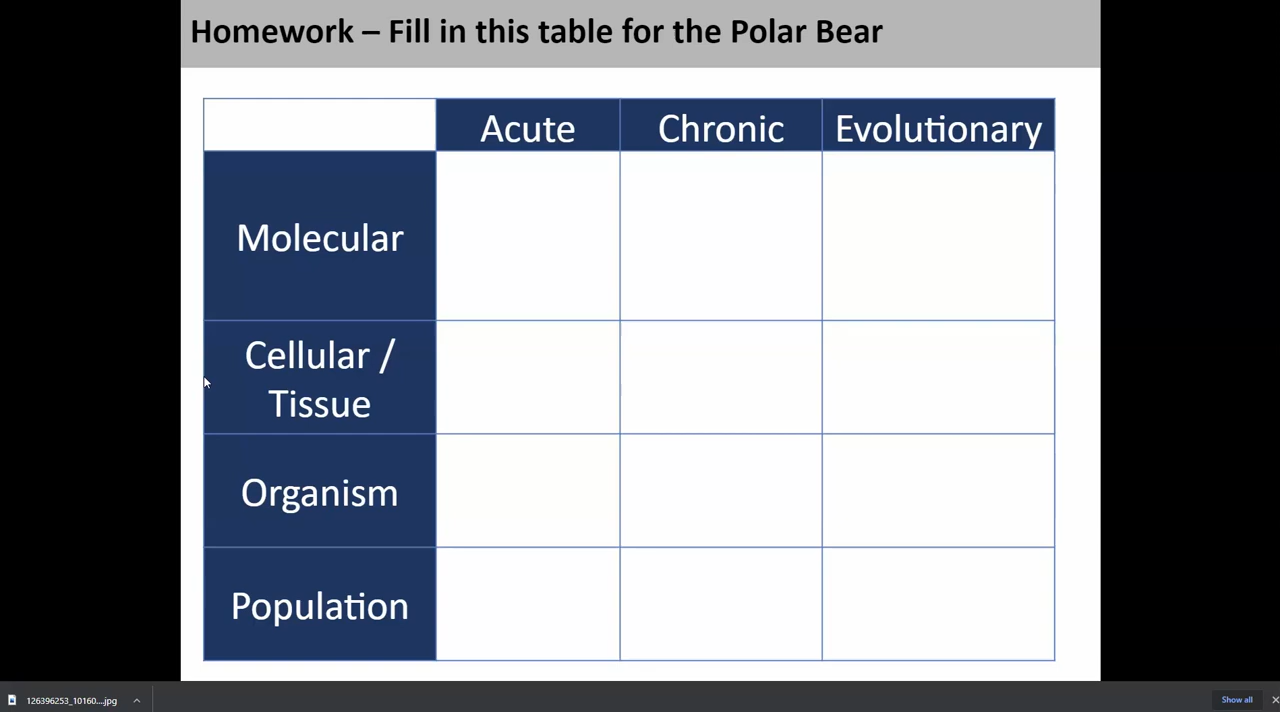 Homework – Fill in this table for the Polar Bear
Acute Chronic Evolutionary
Molecular
Cellular /
Tissue
Organism
Population
126396253_10160....jpg Show all